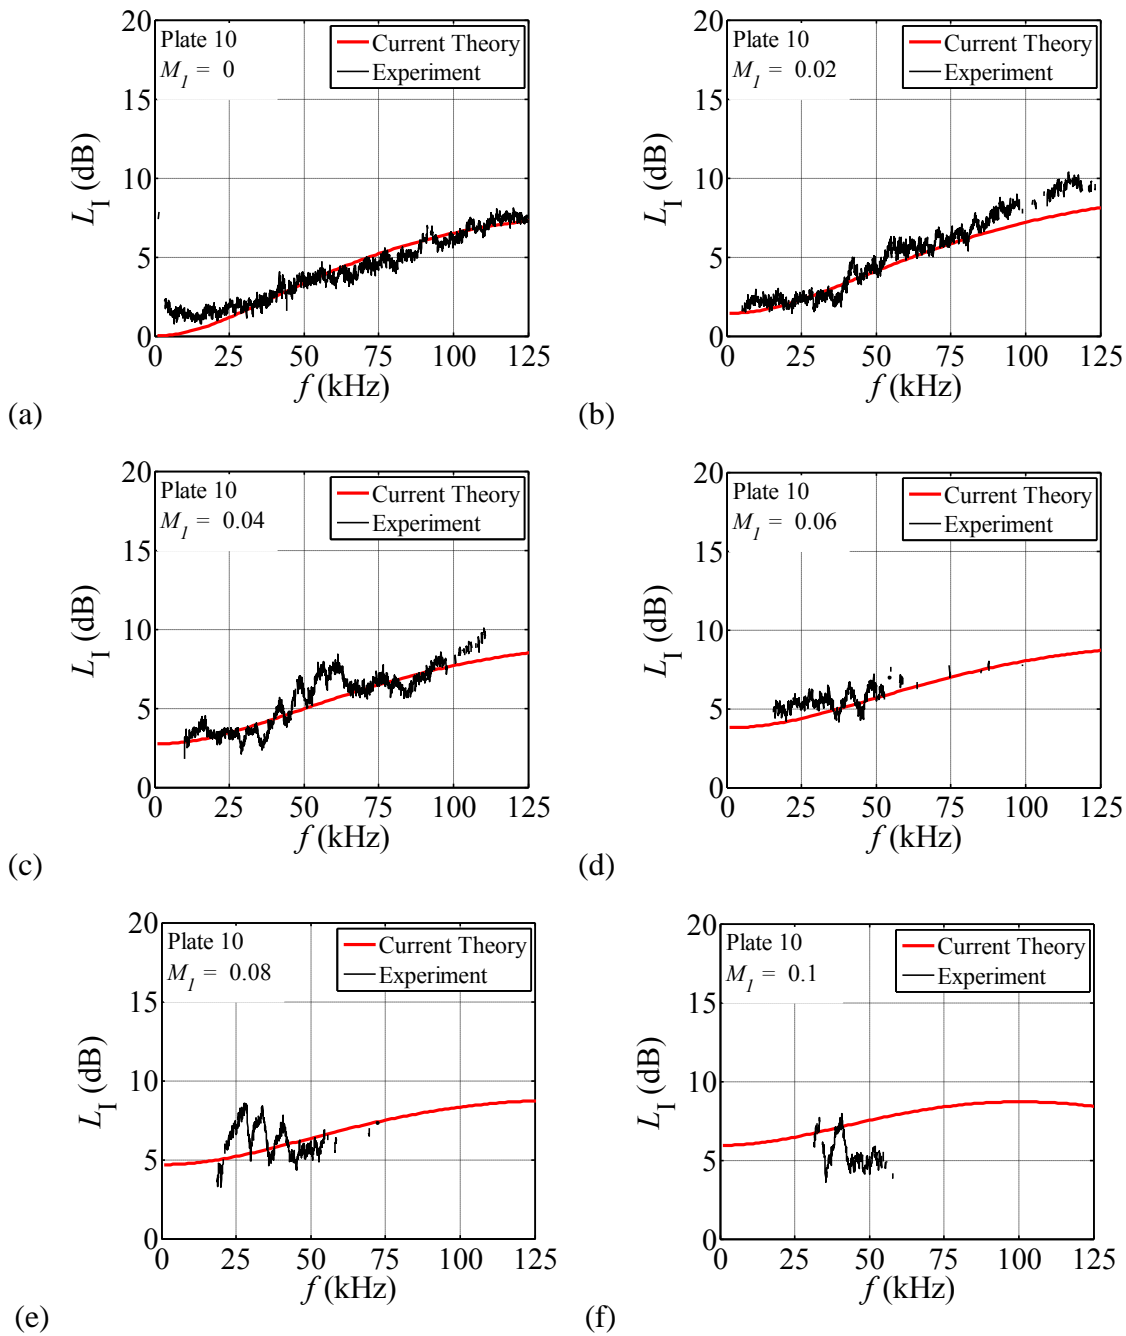 20
15
10
5
0
L_I (dB)
Plate 10
M_1 = 0
Current Theory
Experiment
0 25 50 75 100 125
f (kHz)
(a)
20
15
10
5
0
L_I (dB)
Plate 10
M_1 = 0.02
Current Theory
Experiment
0 25 50 75 100 125
f (kHz)
(b)
20
15
10
5
0
L_I (dB)
Plate 10
M_1 = 0.04
Current Theory
Experiment
0 25 50 75 100 125
f (kHz)
(c)
20
15
10
5
0
L_I (dB)
Plate 10
M_1 = 0.06
Current Theory
Experiment
0 25 50 75 100 125
f (kHz)
(d)
20
15
10
5
0
L_I (dB)
Plate 10
M_1 = 0.08
Current Theory
Experiment
0 25 50 75 100 125
f (kHz)
(e)
20
15
10
5
0
L_I (dB)
Plate 10
M_1 = 0.1
Current Theory
Experiment
0 25 50 75 100 125
f (kHz)
(f)